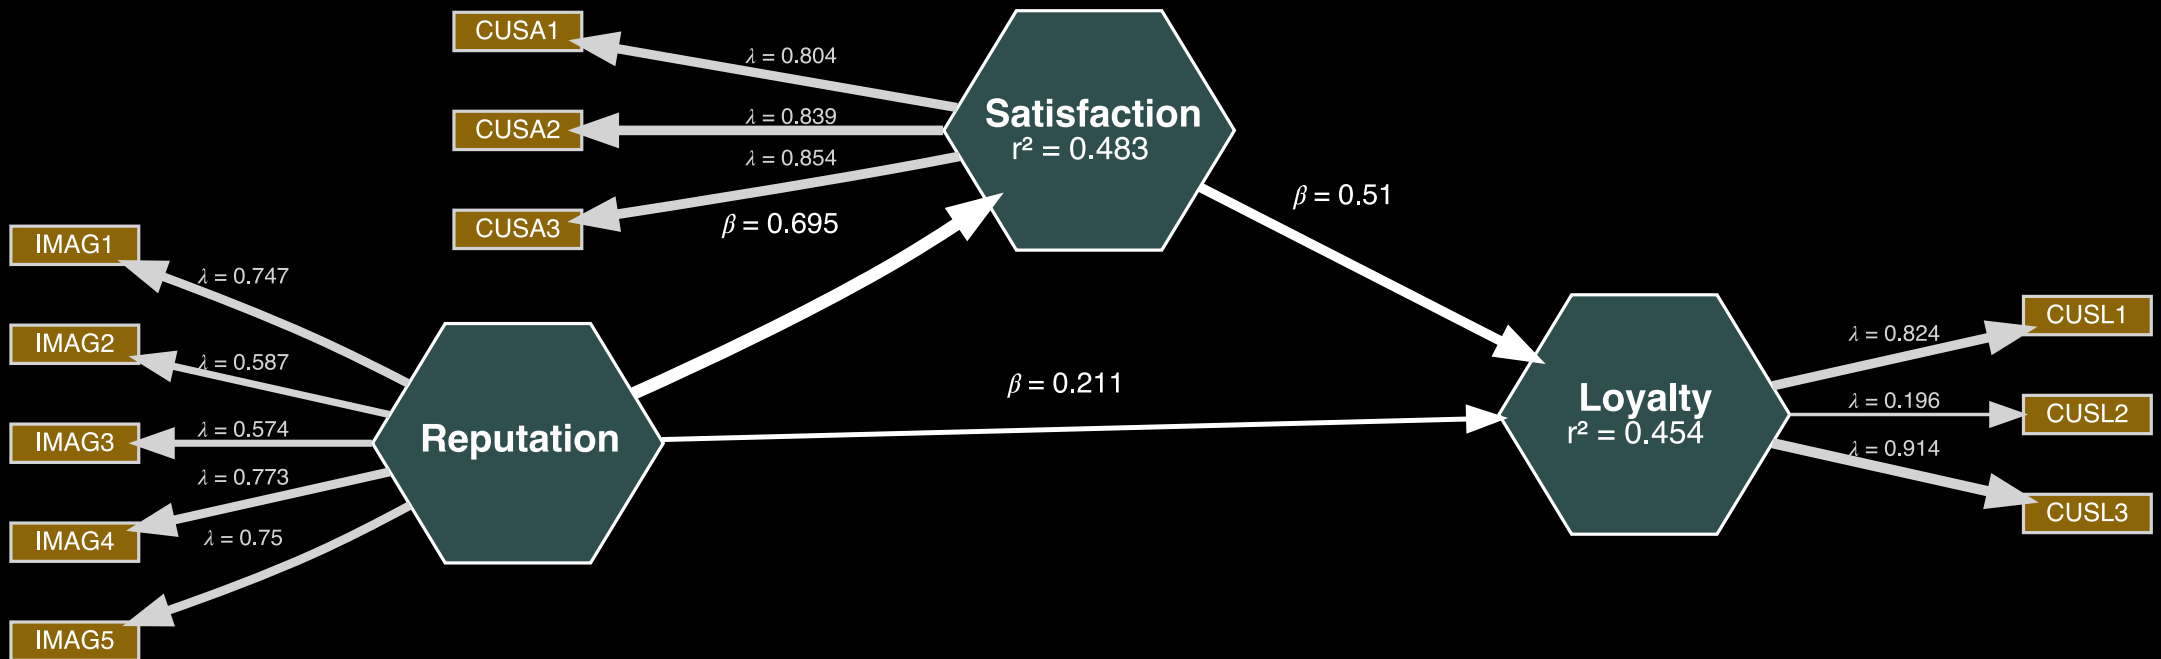 CUSA1
λ = 0.804
CUSA2
λ = 0.839
CUSA3
λ = 0.854
Satisfaction
r² = 0.483
β = 0.695
β = 0.51
IMAG1
λ = 0.747
IMAG2
λ = 0.587
IMAG3
λ = 0.574
IMAG4
λ = 0.773
IMAG5
λ = 0.75
Reputation
β = 0.211
Loyalty
r² = 0.454
λ = 0.824
CUSL1
λ = 0.196
CUSL2
λ = 0.914
CUSL3